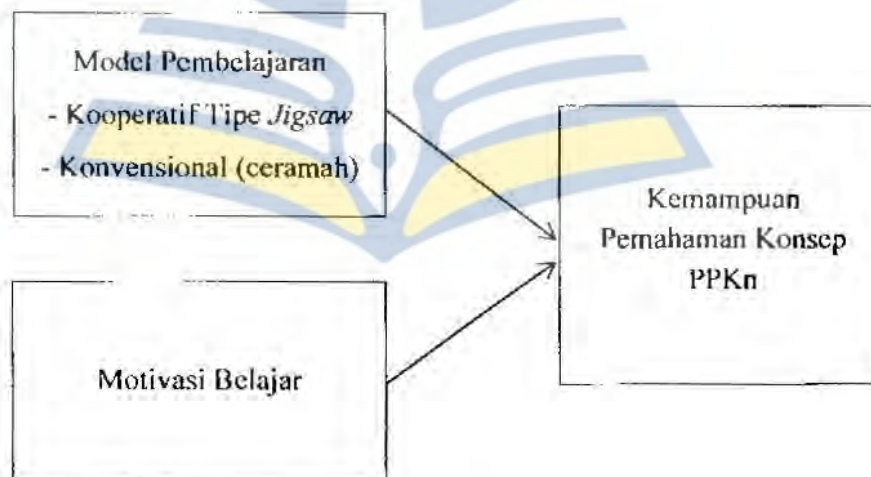 Model Pembelajaran
- Kooperatif Tipe Jigsaw
- Konvensional (ceramah)
Kemampuan
Pemahaman Konsep
PPKn
Motivasi Belajar